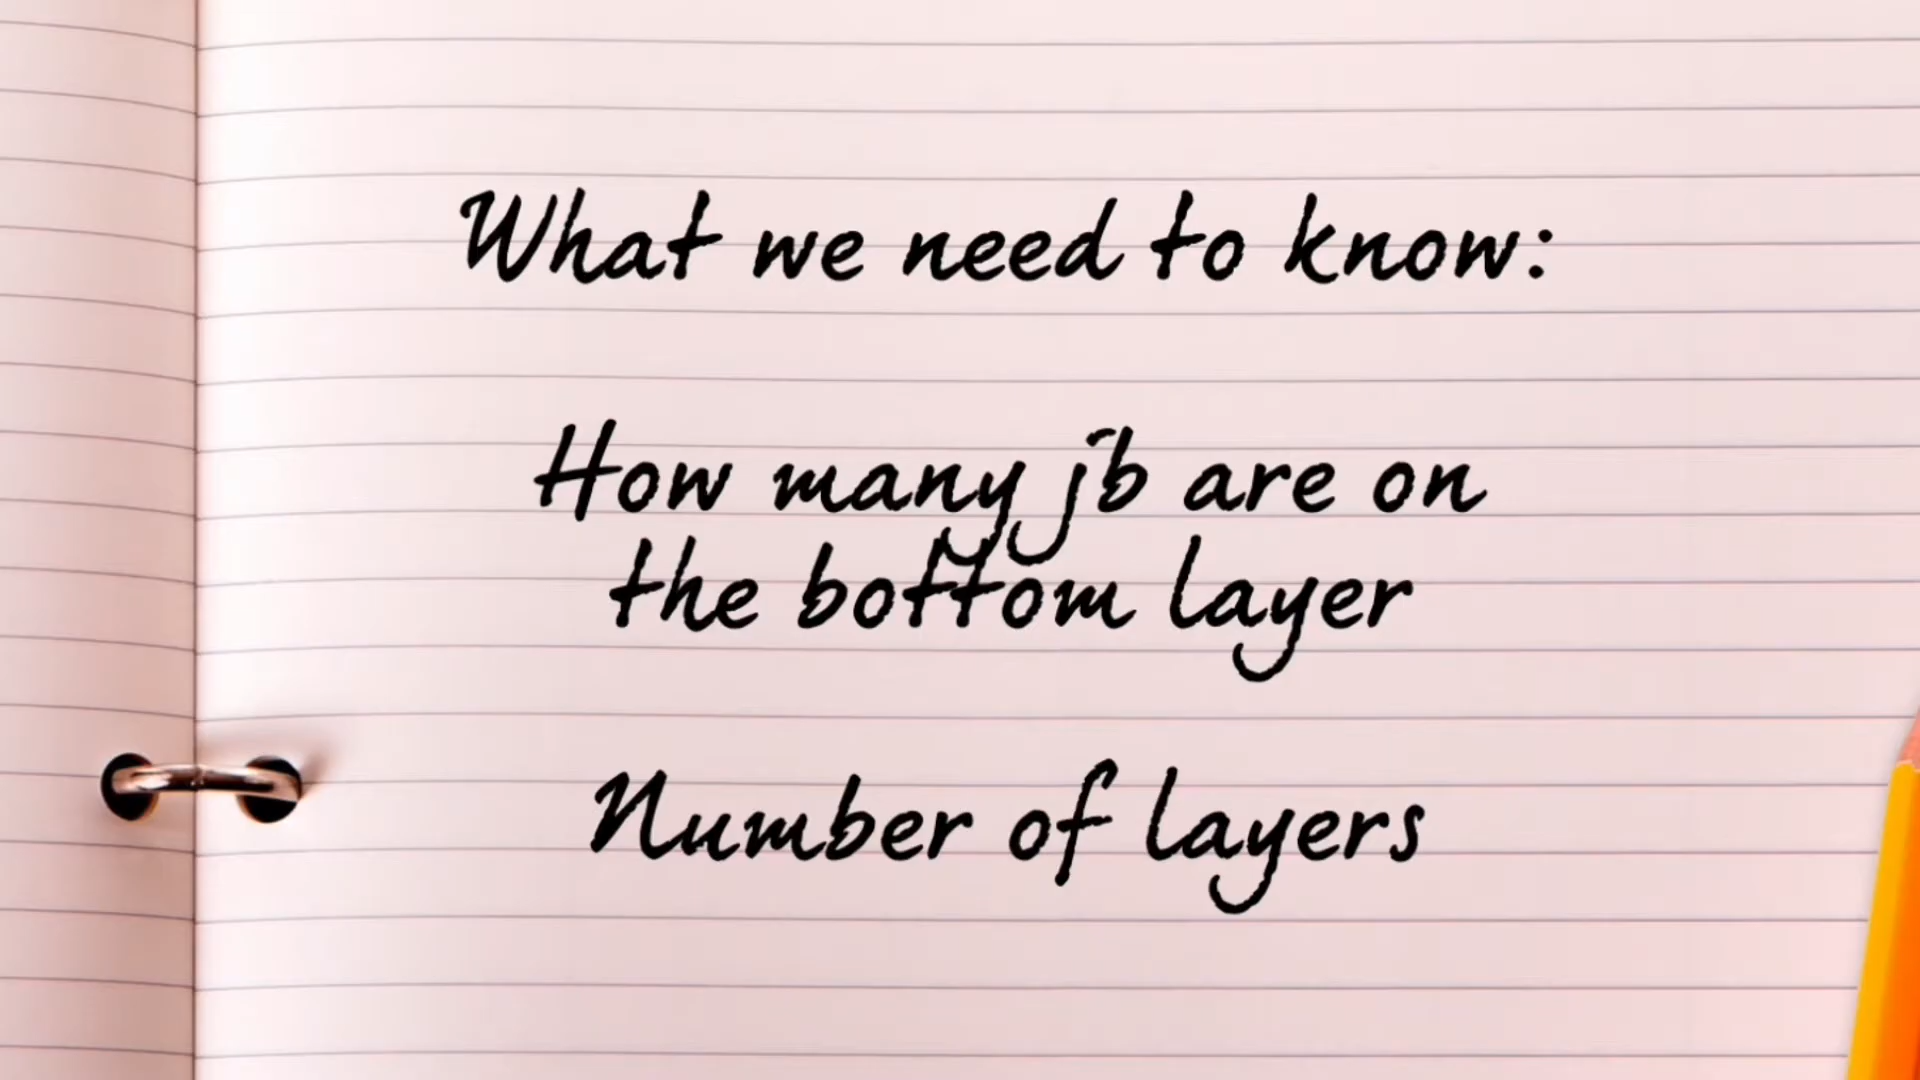 What we need to know:
How many jb are on
the bottom layer
Number of layers